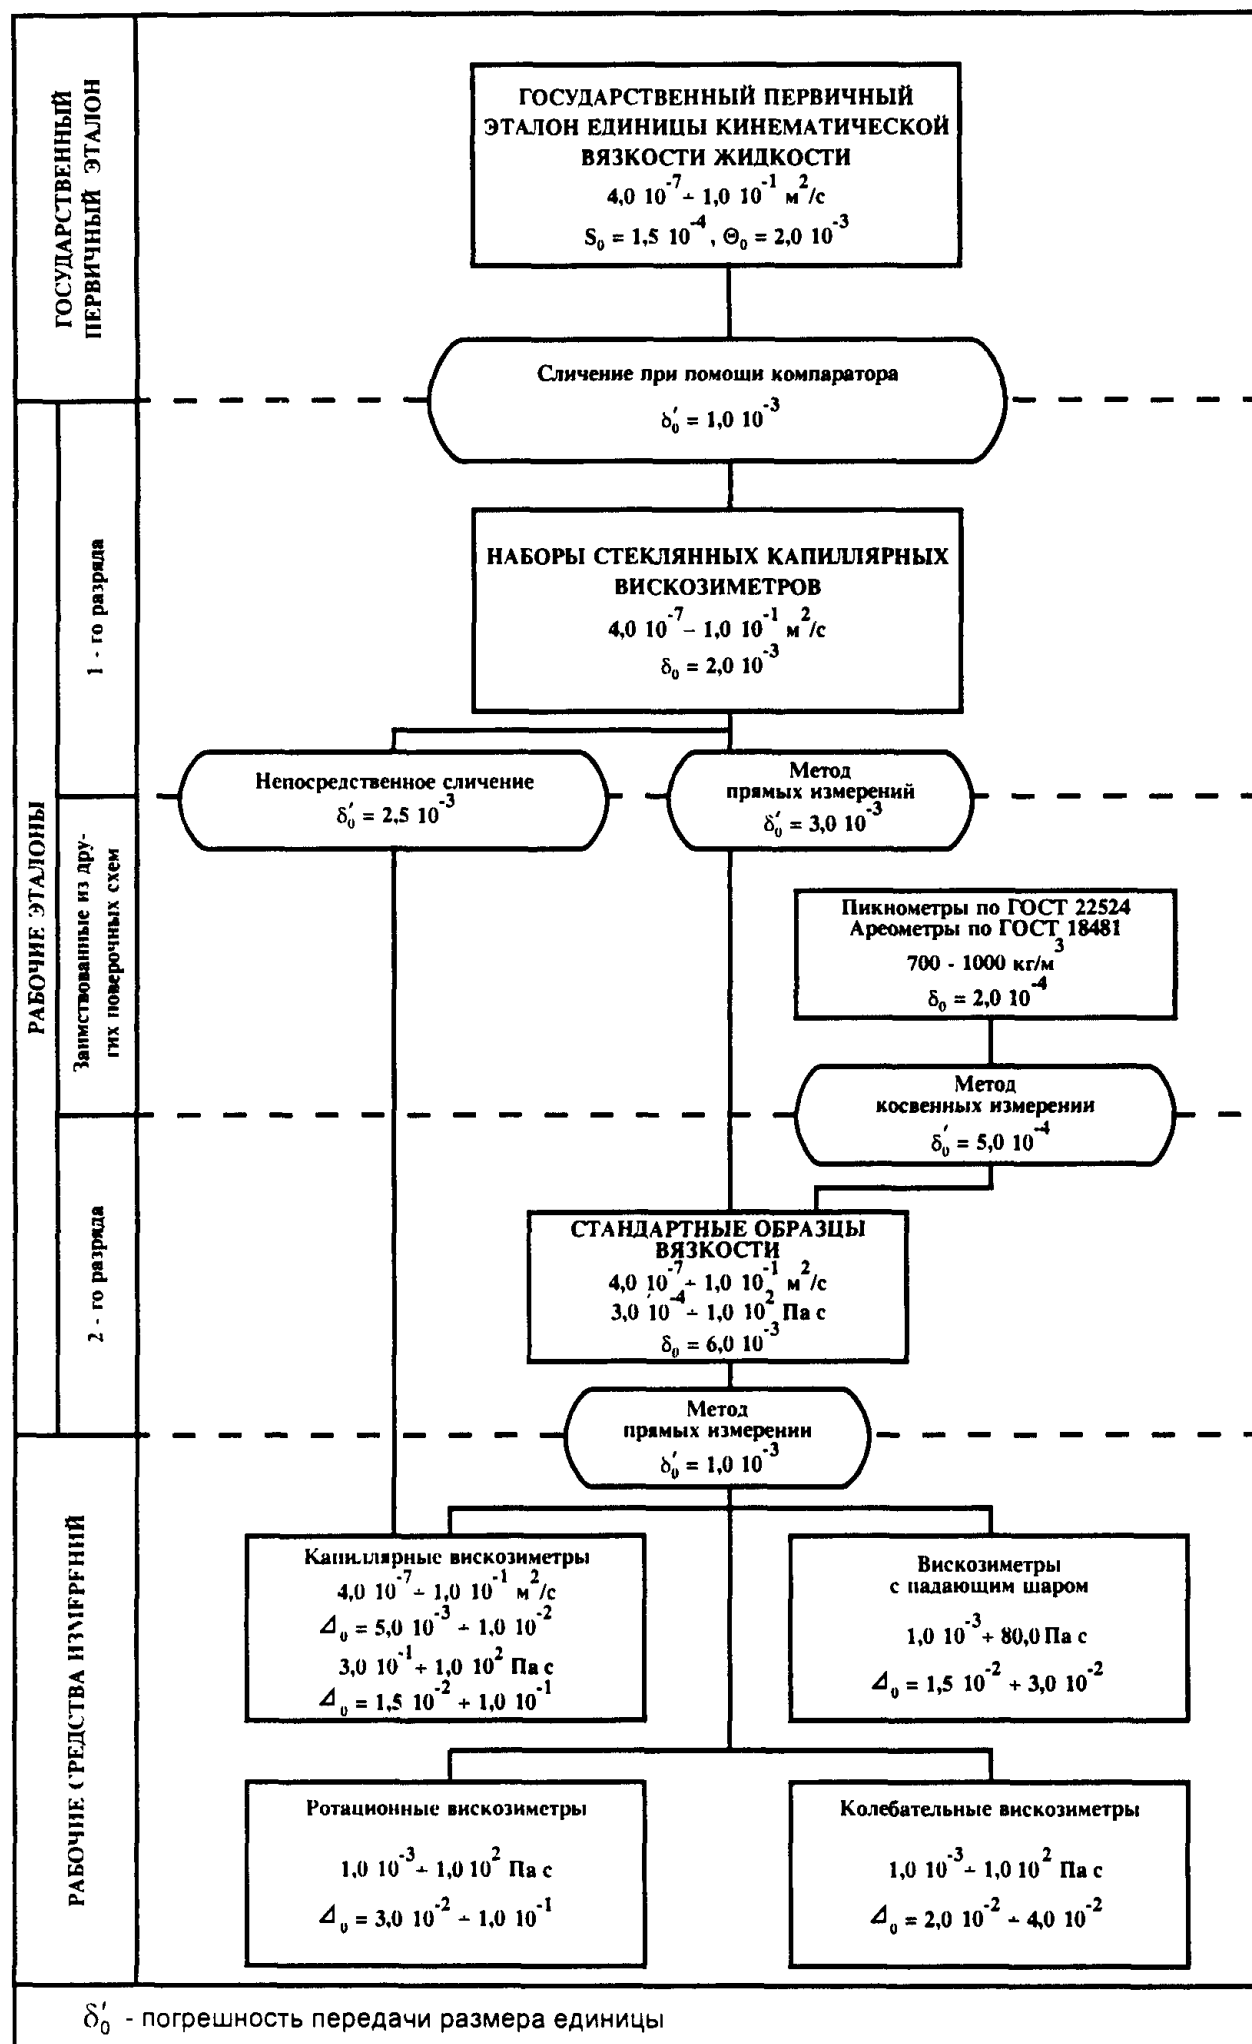 ГОСУДАРСТВЕННЫЙ
ПЕРВИЧНЫЙ ЭТАЛОН
ГОСУДАРСТВЕННЫЙ ПЕРВИЧНЫЙ
ЭТАЛОН ЕДИНИЦЫ КИНЕМАТИЧЕСКОЙ
ВЯЗКОСТИ ЖИДКОСТИ
4,0 10⁻⁷ ÷ 1,0 10⁻¹ м²/с
S₀ = 1,5 10⁻⁴, Θ₀ = 2,0 10⁻³
Сличение при помоши компаратора
δ₀′ = 1,0 10⁻³
РАБОЧИЕ ЭТАЛОНЫ
1 - го разряда
НАБОРЫ СТЕКЛЯННЫХ КАПИЛЛЯРНЫХ
ВИСКОЗИМЕТРОВ
4,0 10⁻⁷ – 1,0 10⁻¹ м²/с
δ₀ = 2,0 10⁻³
Непосредственное сличение
δ₀′ = 2,5 10⁻³
Метод
прямых измерений
δ₀′ = 3,0 10⁻³
Заимствованные из дру-
гих поверочных схем
Пикнометры по ГОСТ 22524
Ареометры по ГОСТ 18481
700 - 1000 кг/м³
δ₀ = 2,0 10⁻⁴
Метод
косвенных измерении
δ₀′ = 5,0 10⁻⁴
2 - го разряда
СТАНДАРТНЫЕ ОБРАЗЦЫ
ВЯЗКОСТИ
4,0 10⁻⁷ ÷ 1,0 10⁻¹ м²/с
3,0 10⁻⁴ ÷ 1,0 10² Па с
δ₀ = 6,0 10⁻³
Метод
прямых измерении
δ₀′ = 1,0 10⁻³
РАБОЧИЕ СРЕДСТВА ИЗМЕРЕНИЙ
Капиллярные вискозиметры
4,0 10⁻⁷ ÷ 1,0 10⁻¹ м²/с
Δ₀ = 5,0 10⁻³ ÷ 1,0 10⁻²
3,0 10⁻¹ ÷ 1,0 10² Па с
Δ₀ = 1,5 10⁻² ÷ 1,0 10⁻¹
Вискозиметры
с падающим шаром
1,0 10⁻³ ÷ 80,0 Па с
Δ₀ = 1,5 10⁻² ÷ 3,0 10⁻²
Ротационные вискозиметры
1,0 10⁻³ ÷ 1,0 10² Па с
Δ₀ = 3,0 10⁻² ÷ 1,0 10⁻¹
Колебательные вискозиметры
1,0 10⁻³ ÷ 1,0 10² Па с
Δ₀ = 2,0 10⁻² ÷ 4,0 10⁻²
δ₀′ - погрешность передачи размера единицы